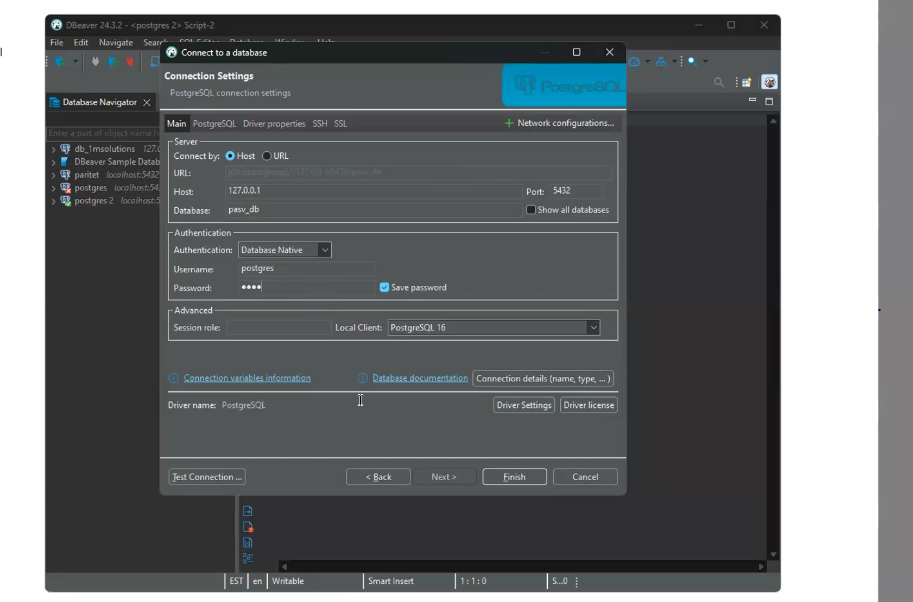 DBeaver 24.3.2 - <postgres 2> Script-2
File Edit Navigate Search
Connect to a database
Connection Settings
PostgreSQL connection settings
PostgreSQL
Database Navigator
Main PostgreSQL Driver properties SSH SSL
Network configurations...
Enter a part of object name
db_1msolutions 127.
DBeaver Sample Datab
paritet localhost:5432
postgres localhost:543
postgres 2 localhost:5
Server
Connect by: Host URL
URL:
Host: 127.0.0.1 Port: 5432
Database: pasv_db Show all databases
Authentication
Authentication: Database Native
Username: postgres
Password: •••• Save password
Advanced
Session role: Local Client: PostgreSQL 16
Connection variables information Database documentation Connection details (name, type, ... )
Driver name: PostgreSQL Driver Settings Driver license
Test Connection ... < Back Next > Finish Cancel
EST en Writable Smart Insert 1 : 1 : 0 S...0